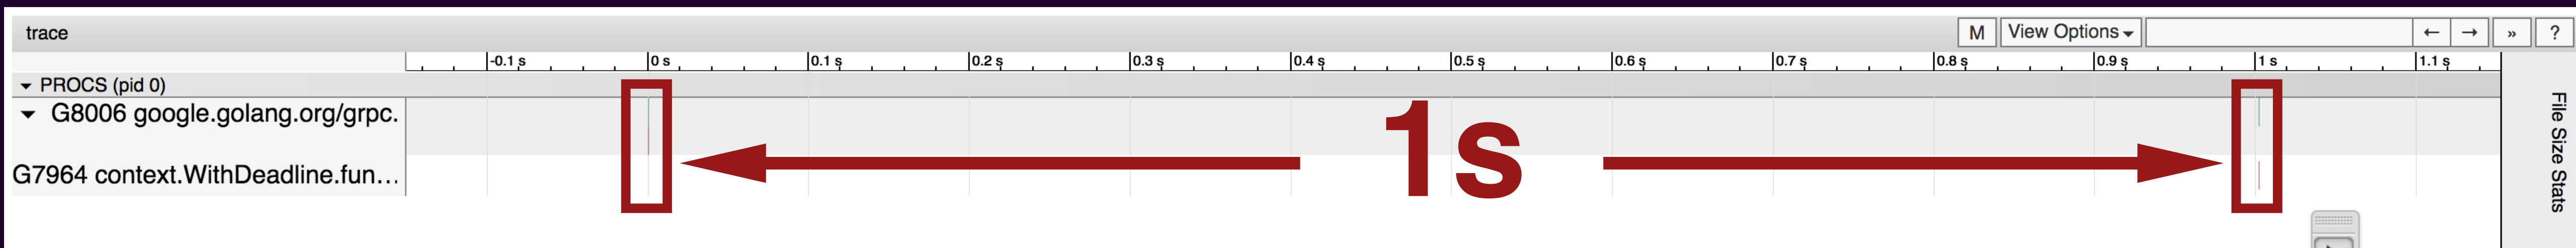 trace
M View Options ← → » ?
-0.1 s 0 s 0.1 s 0.2 s 0.3 s 0.4 s 0.5 s 0.6 s 0.7 s 0.8 s 0.9 s 1 s 1.1 s
PROCS (pid 0)
G8006 google.golang.org/grpc.
G7964 context.WithDeadline.fun...
1s
File Size Stats